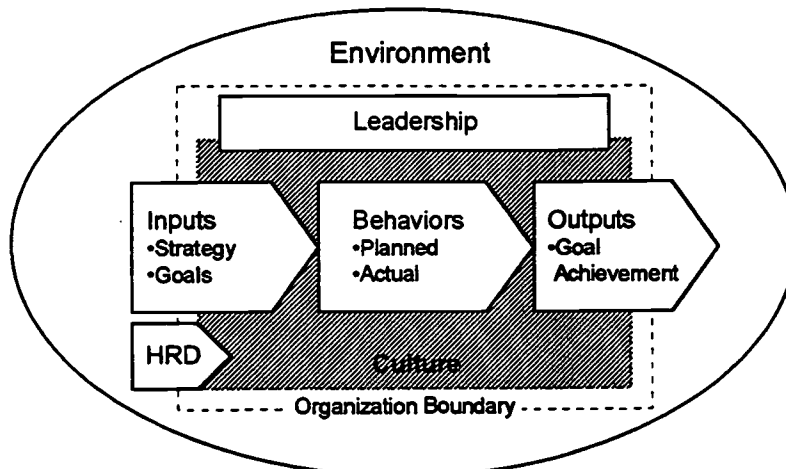 Environment
Leadership
Inputs
•Strategy
•Goals
Behaviors
•Planned
•Actual
Outputs
•Goal
Achievement
HRD
Culture
Organization Boundary